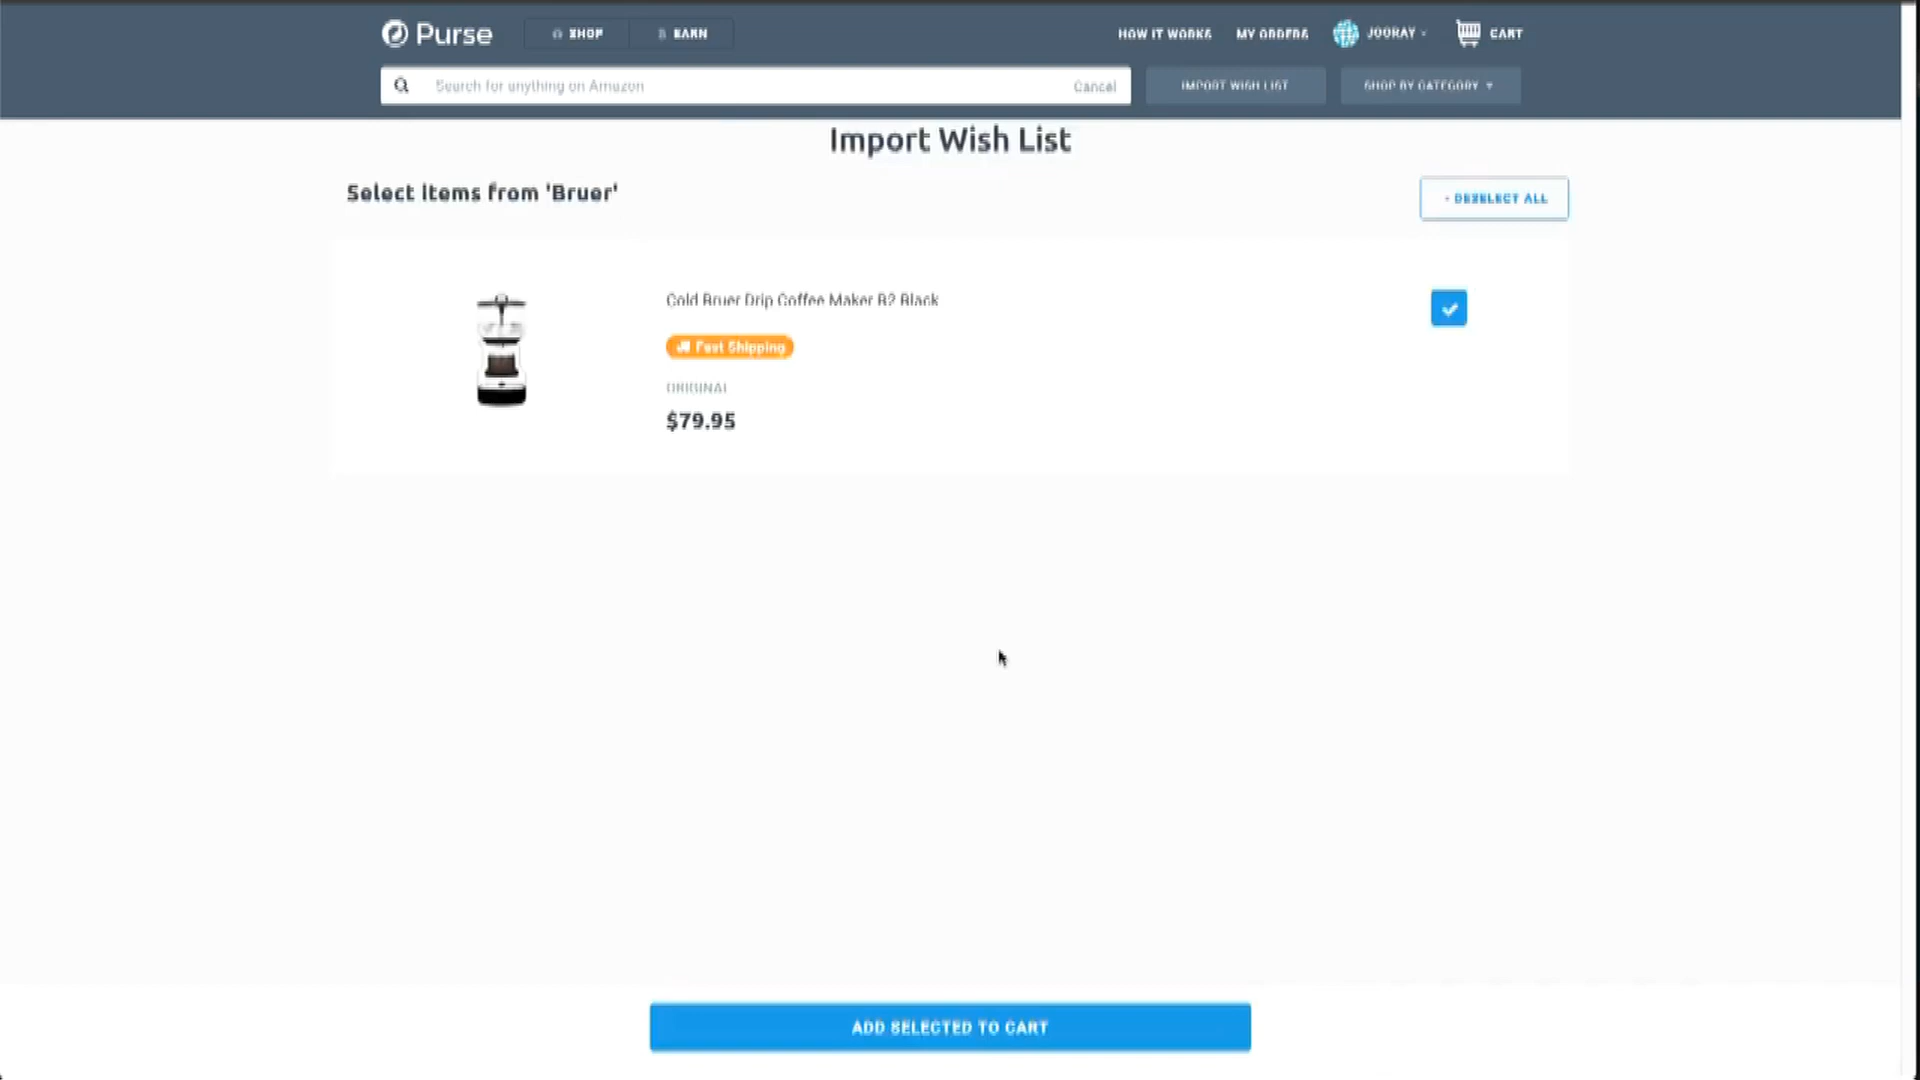 Purse
SHOP
EARN
HOW IT WORKS
MY ORDERS
JOORAY
CART
Search for anything on Amazon
Cancel
IMPORT WISH LIST
SHOP BY CATEGORY
Import Wish List
Select Items from 'Bruer'
- DESELECT ALL
Cold Bruer Drip Coffee Maker B2 Black
Fast Shipping
ORIGINAL
$79.95
ADD SELECTED TO CART